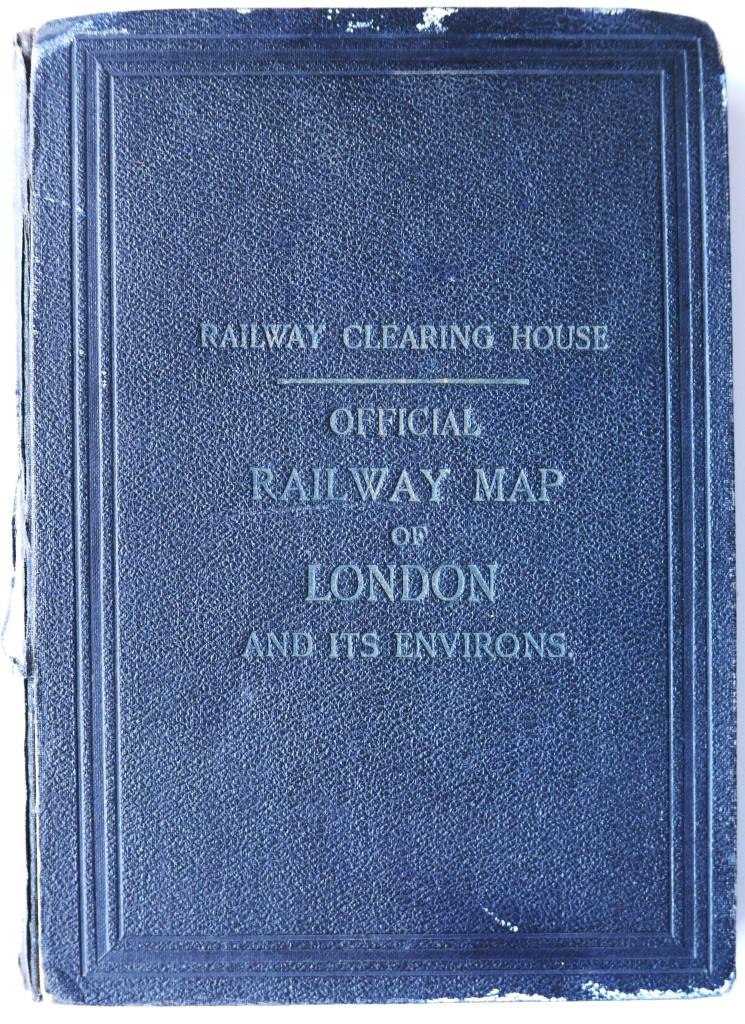 RAILWAY CLEARING HOUSE
OFFICIAL
RAILWAY MAP
OF
LONDON
AND ITS ENVIRONS.